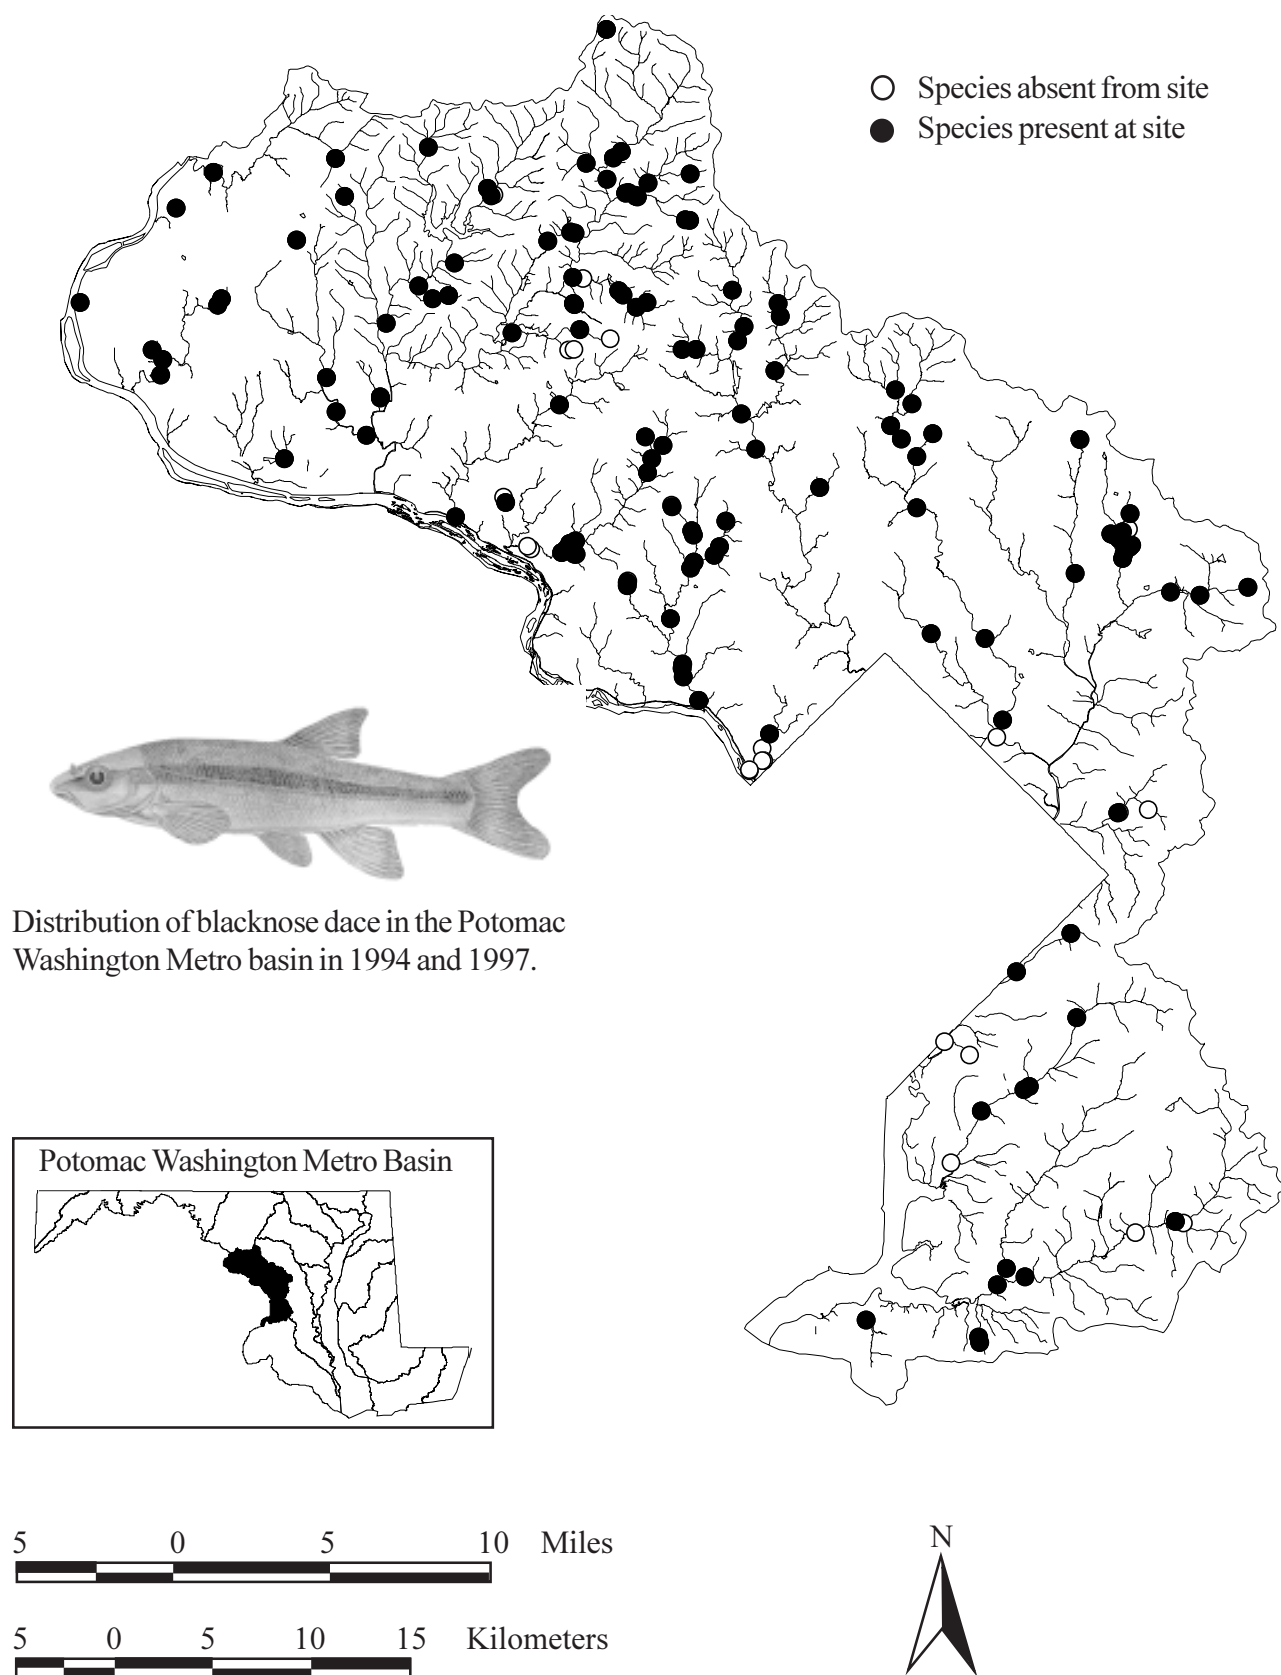 Species absent from site
Species present at site
Distribution of blacknose dace in the Potomac
Washington Metro basin in 1994 and 1997.
Potomac Washington Metro Basin
5 0 5 10 Miles
N
5 0 5 10 15 Kilometers